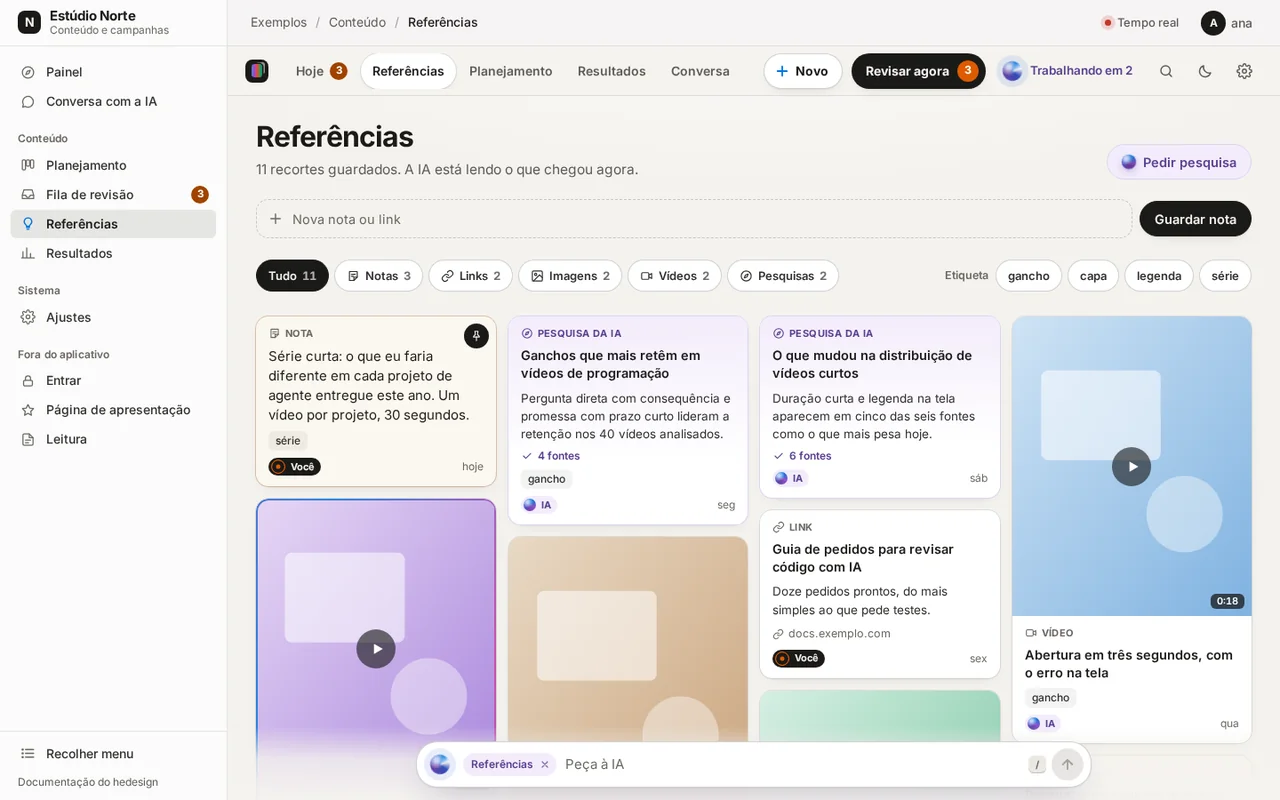 N
Estúdio Norte
Conteúdo e campanhas
Painel
Conversa com a IA
Conteúdo
Planejamento
Fila de revisão 3
Referências
Resultados
Sistema
Ajustes
Fora do aplicativo
Entrar
Página de apresentação
Leitura
Recolher menu
Documentação do hedesign
Exemplos / Conteúdo / Referências
Tempo real
A ana
Hoje 3
Referências
Planejamento
Resultados
Conversa
Novo
Revisar agora 3
Trabalhando em 2
Referências
11 recortes guardados. A IA está lendo o que chegou agora.
Pedir pesquisa
Nova nota ou link
Guardar nota
Tudo 11
Notas 3
Links 2
Imagens 2
Vídeos 2
Pesquisas 2
Etiqueta
gancho
capa
legenda
série
NOTA
Série curta: o que eu faria
diferente em cada projeto de
agente entregue este ano. Um
vídeo por projeto, 30 segundos.
série
Você
hoje
PESQUISA DA IA
Ganchos que mais retêm em
vídeos de programação
Pergunta direta com consequência e
promessa com prazo curto lideram a
retenção nos 40 vídeos analisados.
4 fontes
gancho
IA
seg
PESQUISA DA IA
O que mudou na distribuição de
vídeos curtos
Duração curta e legenda na tela
aparecem em cinco das seis fontes
como o que mais pesa hoje.
6 fontes
IA
sáb
LINK
Guia de pedidos para revisar
código com IA
Doze pedidos prontos, do mais
simples ao que pede testes.
docs.exemplo.com
Você
sex
0:18
VÍDEO
Abertura em três segundos, com
o erro na tela
gancho
IA
qua
Referências
Peça à IA
/